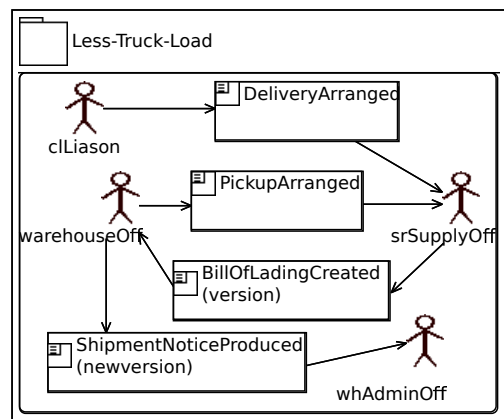 Less-Truck-Load
DeliveryArranged
clLiason
PickupArranged
warehouseOff
srSupplyOff
BillOfLadingCreated
(version)
ShipmentNoticeProduced
(newversion)
whAdminOff